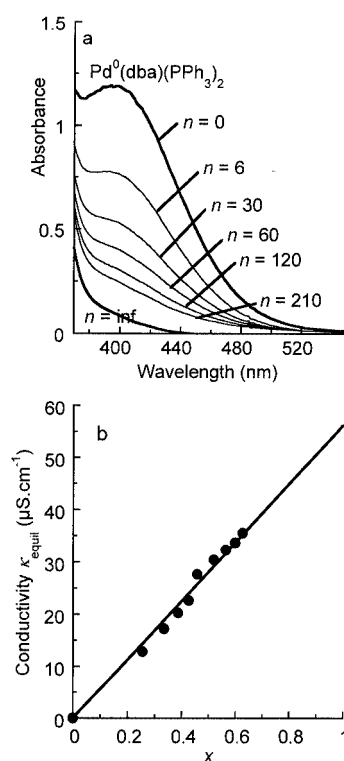 a
1.5
Pd⁰(dba)(PPh₃)₂
n = 0
1
n = 6
n = 30
0.5
n = 60
n = 120
n = 210
n = inf
0
400 440 480 520
Wavelength (nm)
Absorbance
b
60
50
40
30
20
10
0
0 0.2 0.4 0.6 0.8 1
x
Conductivity κequil (μS.cm⁻¹)